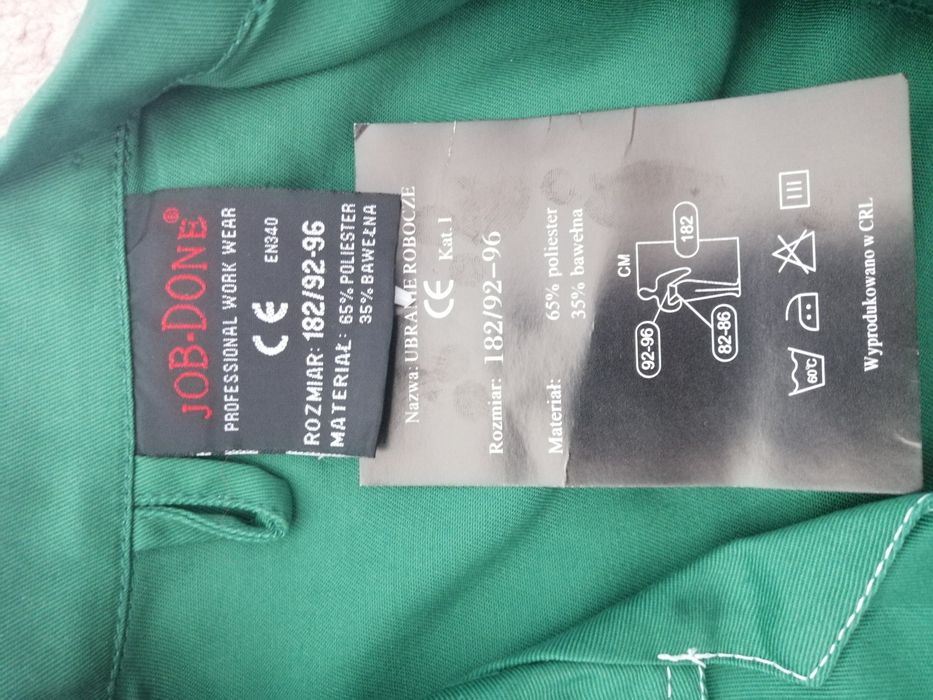 JOB·DONE®
PROFESSIONAL WORK WEAR
CE EN340
ROZMIAR: 182/92-96
MATERIAŁ: 65% POLIESTER
35% BAWEŁNA
Nazwa: UBRANIE ROBOCZE
CE Kat. I
Rozmiar: 182/92-96
Materiał: 65% poliester
35% bawełna
CM
92-96
182
82-86
60°C
Wyprodukowano w CRL